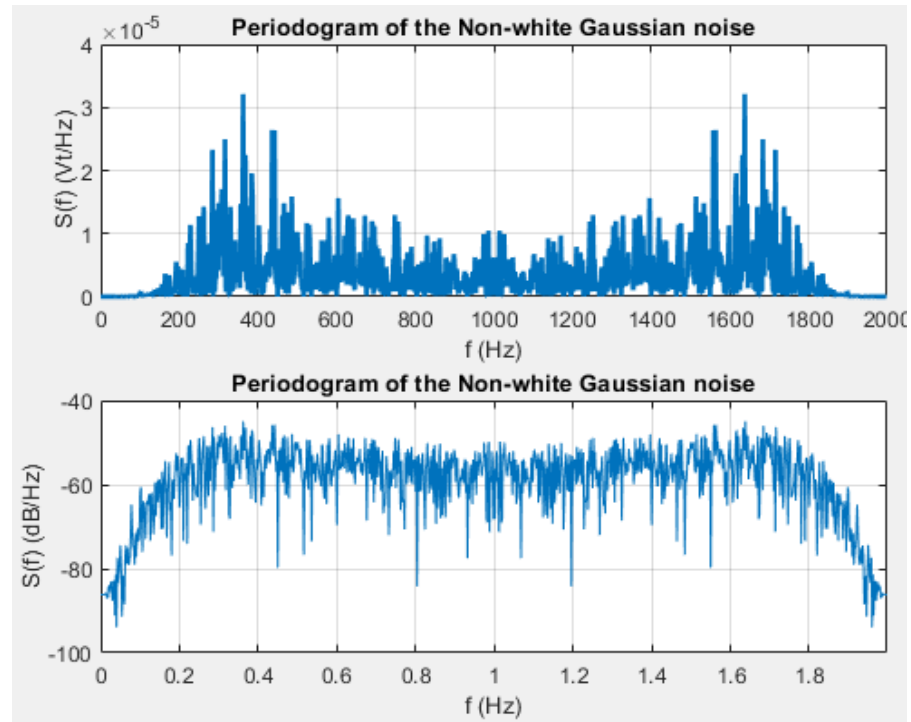 ×10⁻⁵
Periodogram of the Non-white Gaussian noise
4
3
2
1
0
S(f) (Vt/Hz)
0 200 400 600 800 1000 1200 1400 1600 1800 2000
f (Hz)
Periodogram of the Non-white Gaussian noise
-40
-60
-80
-100
S(f) (dB/Hz)
0 0.2 0.4 0.6 0.8 1 1.2 1.4 1.6 1.8
f (Hz)